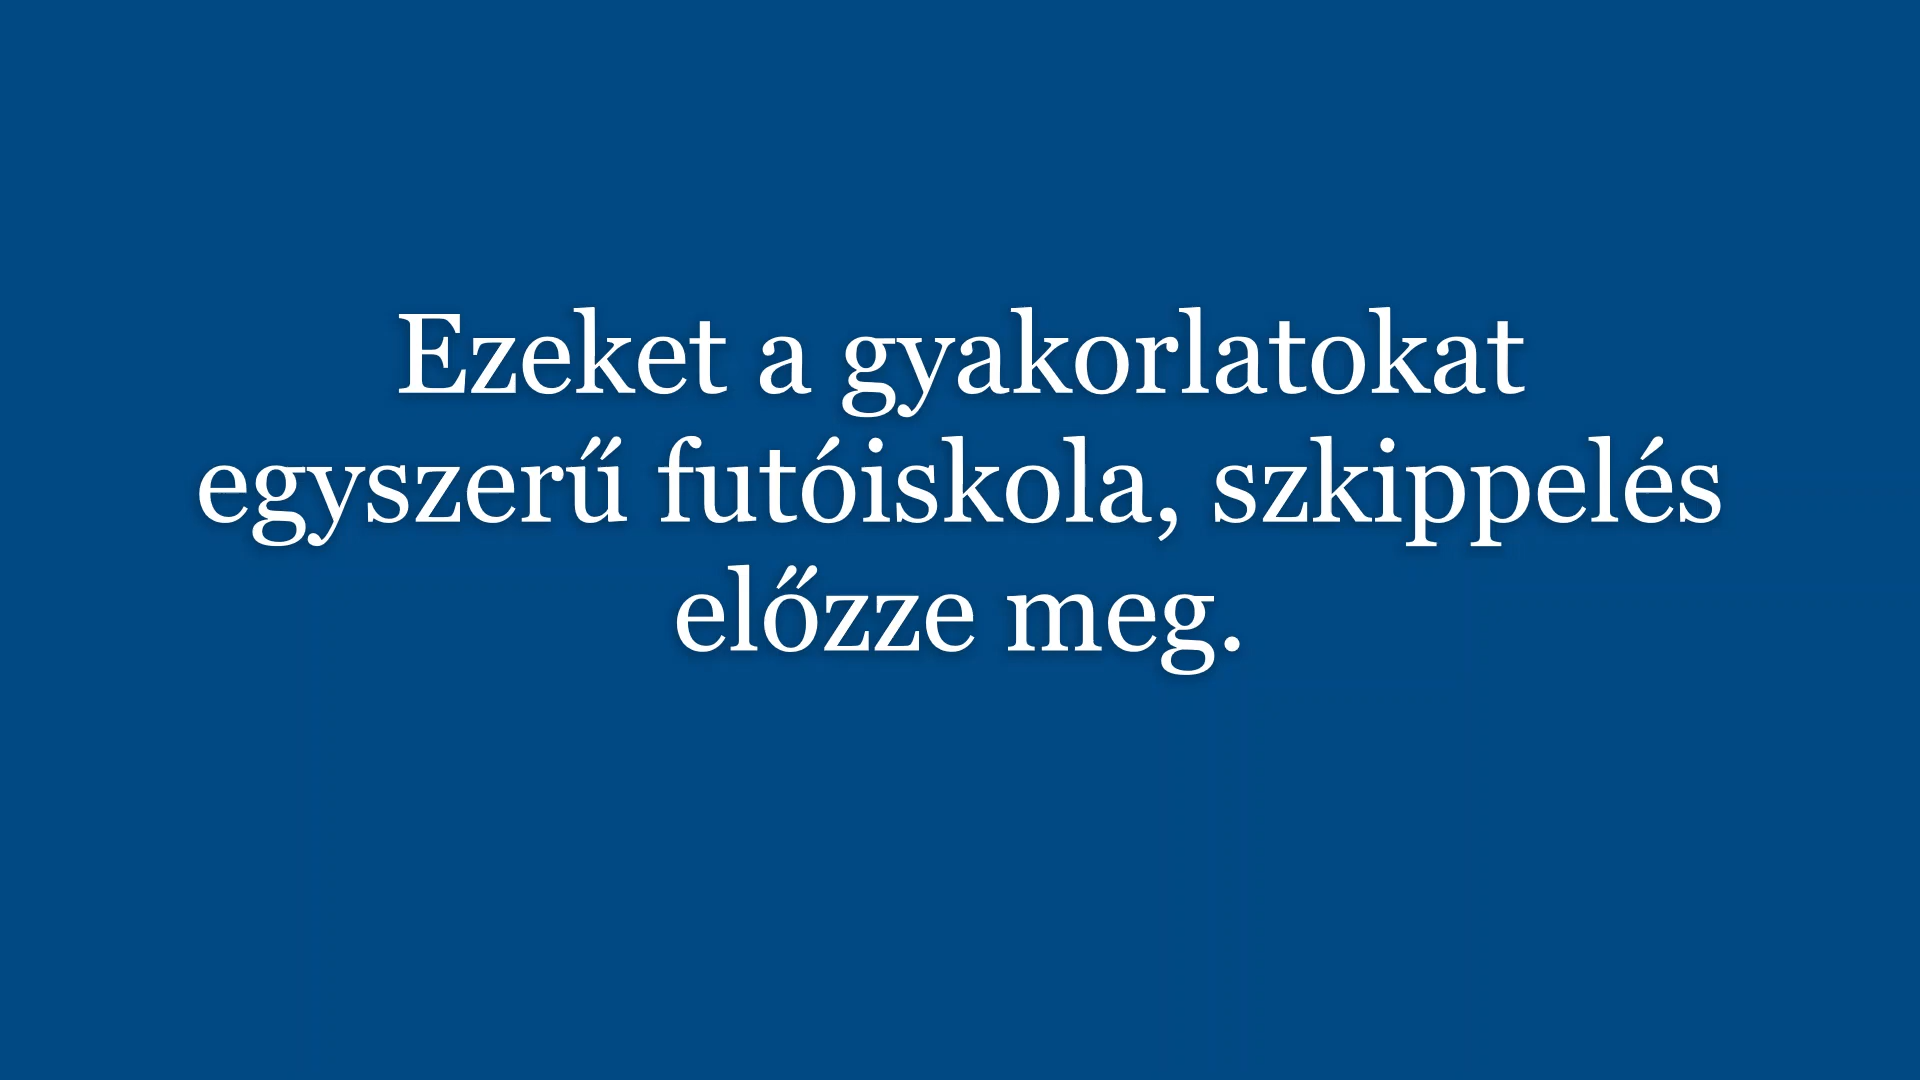 Ezeket a gyakorlatokat
egyszerű futóiskola, szkippelés
előzze meg.